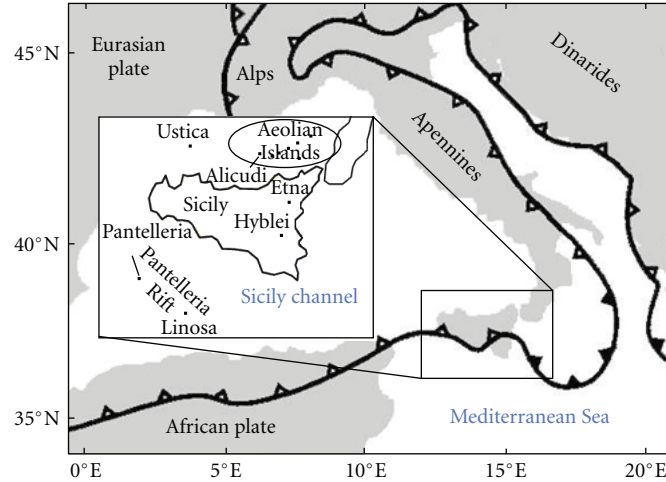 45°N
40°N
35°N
0°E
5°E
10°E
15°E
20°E
Eurasian
plate
Alps
Dinarides
Apennines
Ustica
Aeolian
Islands
Alicudi
Etna
Sicily
Hyblei
Pantelleria
Pantelleria
Rift
Linosa
Sicily channel
African plate
Mediterranean Sea